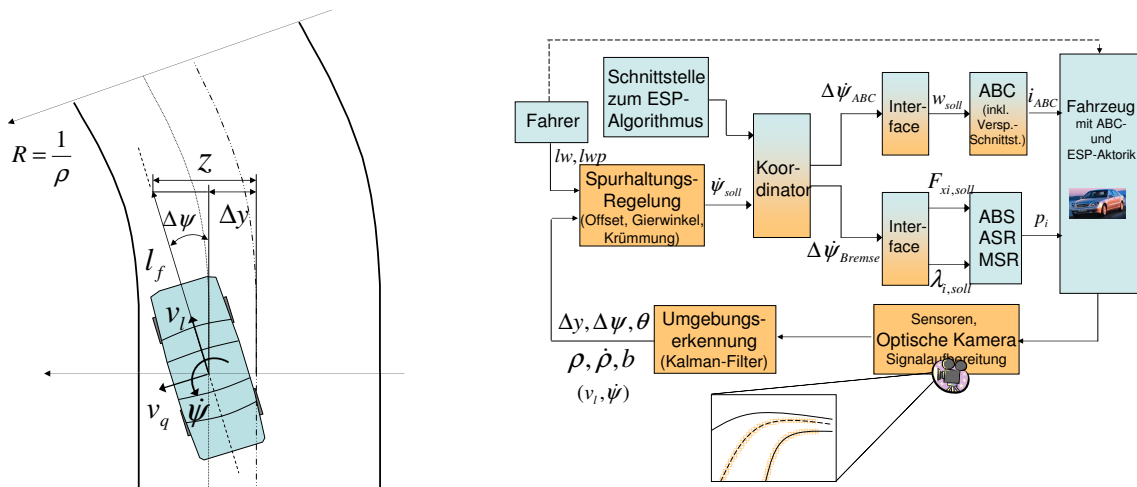 R = 1/ρ
z
Δψ
Δy
l_f
v_l
v_q
ψ̇
Fahrer
lw, lwp
Schnittstelle
zum ESP-
Algorithmus
Spurhaltungs-
Regelung
(Offset, Gierwinkel,
Krümmung)
ψ̇_soll
Koor-
dinator
Δψ̇_ABC
Inter-
face
w_soll
ABC
(inkl.
Versp.-
Schnittst.)
i_ABC
Δψ̇_Bremse
Inter-
face
F_xi,soll
λ_i,soll
ABS
ASR
MSR
p_i
Fahrzeug
mit ABC-
und
ESP-Aktorik
Δy, Δψ, θ
ρ, ρ̇, b
(v_l, ψ̇)
Umgebungs-
erkennung
(Kalman-Filter)
Sensoren,
Optische Kamera
Signalaufbereitung